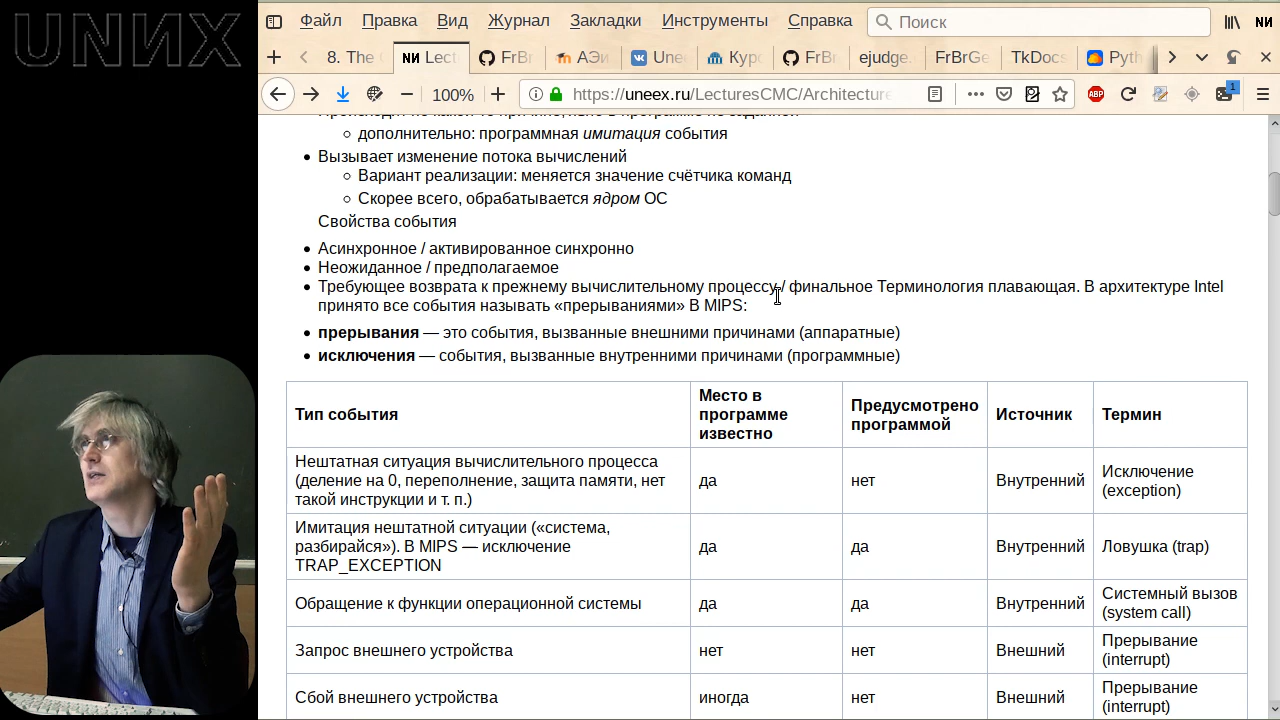 UNIX
Файл Правка Вид Журнал Закладки Инструменты Справка Поиск
8. The Lect FrBr АЭи Unee Курс FrBr ejudge. FrBrGe TkDocs Pyth
100% https://uneex.ru/LecturesCMC/Architecture ABP 1
дополнительно: программная имитация события
Вызывает изменение потока вычислений
Вариант реализации: меняется значение счётчика команд
Скорее всего, обрабатывается ядром ОС
Свойства события
Асинхронное / активированное синхронно
Неожиданное / предполагаемое
Требующее возврата к прежнему вычислительному процессу / финальное Терминология плавающая. В архитектуре Intel
принято все события называть «прерываниями» В MIPS:
прерывания — это события, вызванные внешними причинами (аппаратные)
исключения — события, вызванные внутренними причинами (программные)
Тип события
Место в
программе
известно
Предусмотрено
программой
Источник
Термин
Нештатная ситуация вычислительного процесса
(деление на 0, переполнение, защита памяти, нет
такой инструкции и т. п.)
да
нет
Внутренний
Исключение
(exception)
Имитация нештатной ситуации («система,
разбирайся»). В MIPS — исключение
TRAP_EXCEPTION
да
да
Внутренний
Ловушка (trap)
Обращение к функции операционной системы
да
да
Внутренний
Системный вызов
(system call)
Запрос внешнего устройства
нет
нет
Внешний
Прерывание
(interrupt)
Сбой внешнего устройства
иногда
нет
Внешний
Прерывание
(interrupt)